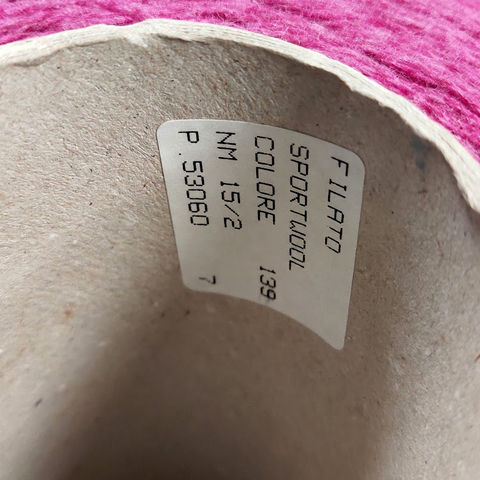 FILATO
SPORTWOOL
COLORE 139
NM 15/2
P.53060 7